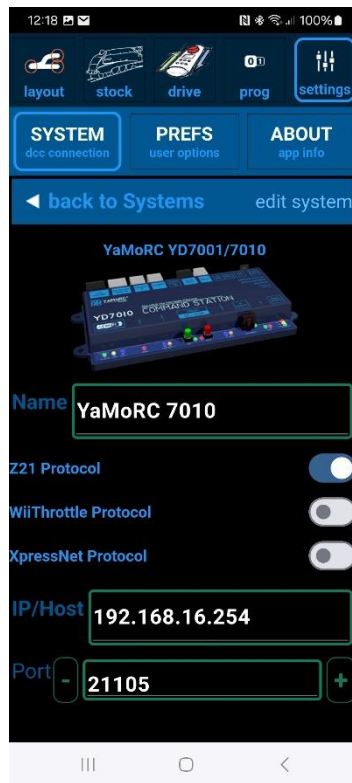 12:18 100%
layout stock drive prog settings
SYSTEM PREFS ABOUT
dcc connection user options app info
back to Systems edit system
YaMoRC YD7001/7010
YD7010 COMMAND STATION
Name YaMoRC 7010
Z21 Protocol
WiiThrottle Protocol
XpressNet Protocol
IP/Host 192.168.16.254
Port - 21105 +